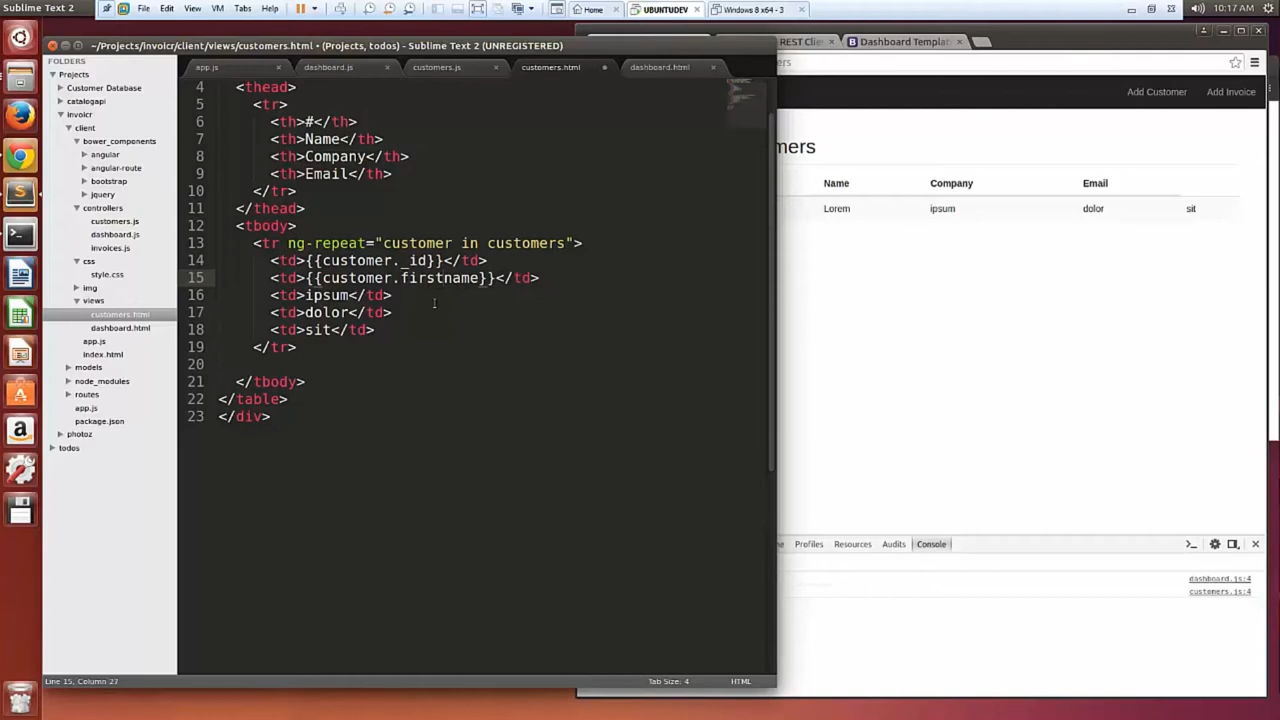 Sublime Text 2
File Edit View VM Tabs Help
Home
UBUNTUDEV
Windows 8 x64 - 3
10:17 AM
~/Projects/invoicr/client/views/customers.html • (Projects, todos) - Sublime Text 2 (UNREGISTERED)
REST Clie
Dashboard Templat
ers
FOLDERS
Projects
Customer Database
catalogapi
invoicr
client
bower_components
angular
angular-route
bootstrap
jquery
controllers
customers.js
dashboard.js
invoices.js
css
style.css
img
views
customers.html
dashboard.html
app.js
index.html
models
node_modules
routes
app.js
package.json
photoz
todos
app.js
dashboard.js
customers.js
customers.html
dashboard.html
4 <thead>
5 <tr>
6 <th>#</th>
7 <th>Name</th>
8 <th>Company</th>
9 <th>Email</th>
10 </tr>
11 </thead>
12 <tbody>
13 <tr ng-repeat="customer in customers">
14 <td>{{customer._id}}</td>
15 <td>{{customer.firstname}}</td>
16 <td>ipsum</td>
17 <td>dolor</td>
18 <td>sit</td>
19 </tr>
20
21 </tbody>
22 </table>
23 </div>
Line 15, Column 27
Tab Size: 4
HTML
Add Customer
Add Invoice
mers
Name Company Email
Lorem ipsum dolor sit
Profiles Resources Audits Console
dashboard.js:4
customers.js:4